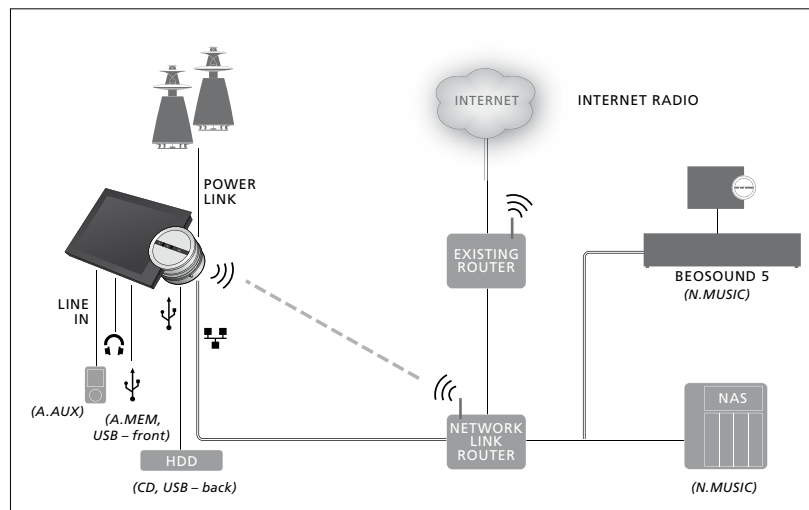 INTERNET
INTERNET RADIO
POWER
LINK
EXISTING
ROUTER
BEOSOUND 5
(N.MUSIC)
LINE
IN
(A.AUX)
(A.MEM,
USB – front)
HDD
(CD, USB – back)
NETWORK
LINK
ROUTER
NAS
(N.MUSIC)